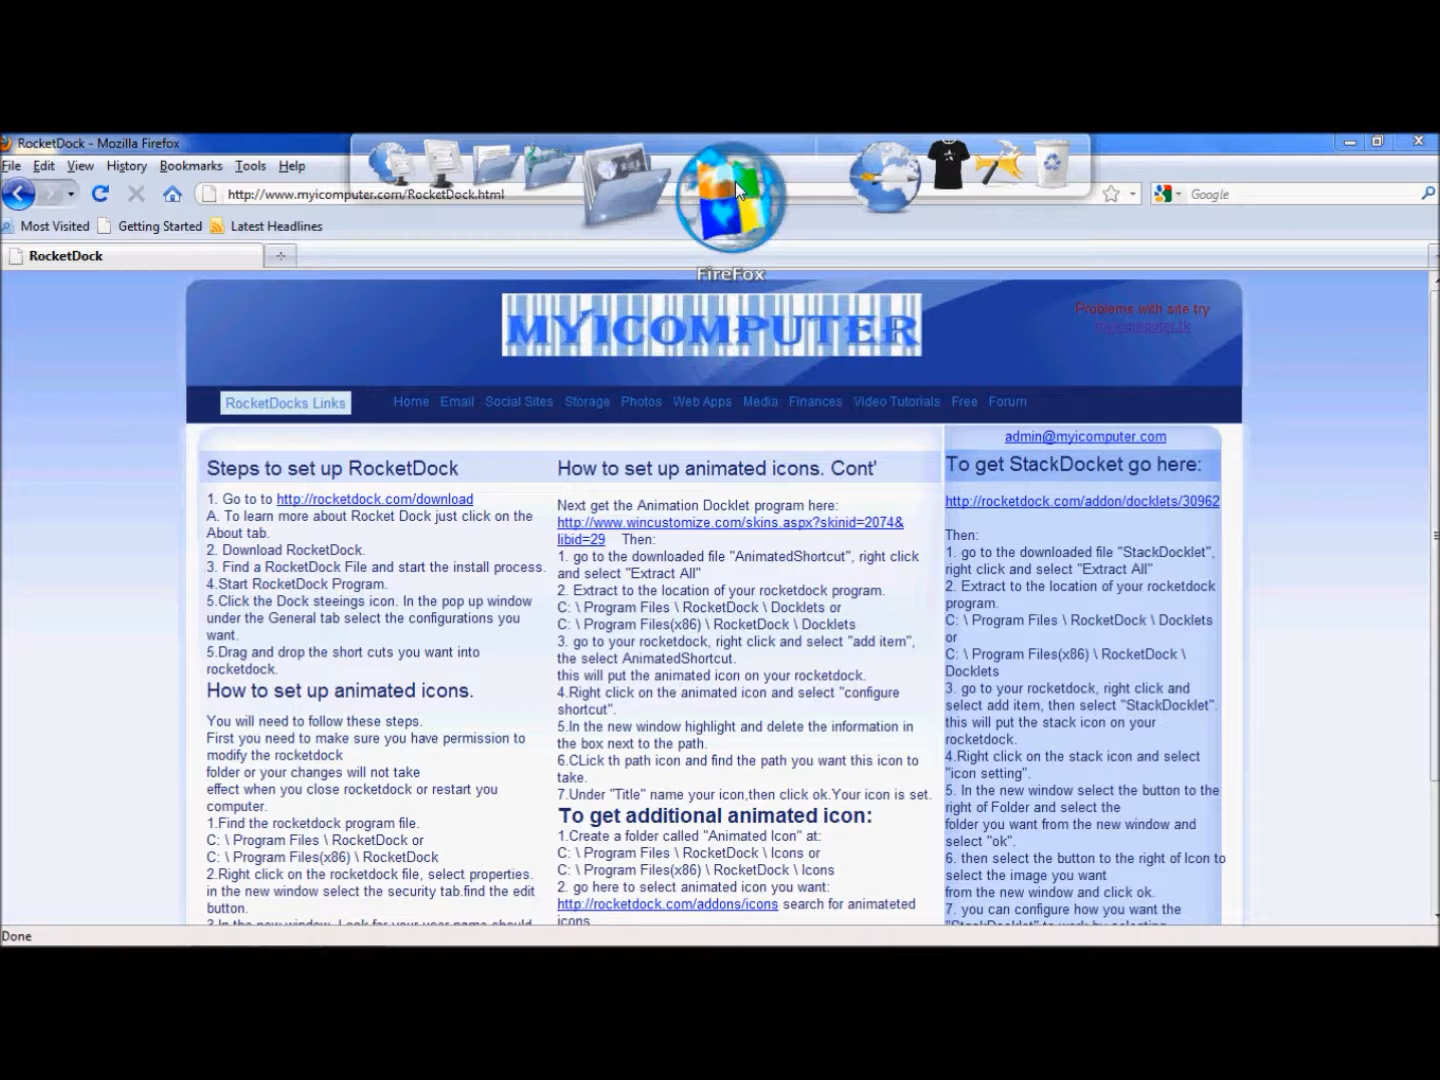 RocketDock - Mozilla Firefox
File Edit View History Bookmarks Tools Help
http://www.myicomputer.com/RocketDock.html
Google
Most Visited Getting Started Latest Headlines
RocketDock
FireFox
MYICOMPUTER
Problems with site try
myicomputer.tk
RocketDocks Links
Home Email Social Sites Storage Photos Web Apps Media Finances Video Tutorials Free Forum
Steps to set up RocketDock
1. Go to to http://rocketdock.com/download
A. To learn more about Rocket Dock just click on the
About tab.
2. Download RocketDock.
3. Find a RocketDock File and start the install process.
4.Start RocketDock Program.
5.Click the Dock steeings icon. In the pop up window
under the General tab select the configurations you
want.
5.Drag and drop the short cuts you want into
rocketdock.
How to set up animated icons.
You will need to follow these steps.
First you need to make sure you have permission to
modify the rocketdock
folder or your changes will not take
effect when you close rocketdock or restart you
computer.
1.Find the rocketdock program file.
C: \ Program Files \ RocketDock or
C: \ Program Files(x86) \ RocketDock
2.Right click on the rocketdock file, select properties.
in the new window select the security tab.find the edit
button.
3.In the new window, Look for your user name should
How to set up animated icons. Cont'
Next get the Animation Docklet program here:
http://www.wincustomize.com/skins.aspx?skinid=2074&
libid=29 Then:
1. go to the downloaded file "AnimatedShortcut", right click
and select "Extract All"
2. Extract to the location of your rocketdock program.
C: \ Program Files \ RocketDock \ Docklets or
C: \ Program Files(x86) \ RocketDock \ Docklets
3. go to your rocketdock, right click and select "add item",
the select AnimatedShortcut.
this will put the animated icon on your rocketdock.
4.Right click on the animated icon and select "configure
shortcut".
5.In the new window highlight and delete the information in
the box next to the path.
6.CLick th path icon and find the path you want this icon to
take.
7.Under "Title" name your icon,then click ok.Your icon is set.
To get additional animated icon:
1.Create a folder called "Animated Icon" at:
C: \ Program Files \ RocketDock \ Icons or
C: \ Program Files(x86) \ RocketDock \ Icons
2. go here to select animated icon you want:
http://rocketdock.com/addons/icons search for animateted
icons
admin@myicomputer.com
To get StackDocket go here:
http://rocketdock.com/addon/docklets/30962
Then:
1. go to the downloaded file "StackDocklet",
right click and select "Extract All"
2. Extract to the location of your rocketdock
program.
C: \ Program Files \ RocketDock \ Docklets
or
C: \ Program Files(x86) \ RocketDock \
Docklets
3. go to your rocketdock, right click and
select add item, then select "StackDocklet".
this will put the stack icon on your
rocketdock.
4.Right click on the stack icon and select
"icon setting".
5. In the new window select the button to the
right of Folder and select the
folder you want from the new window and
select "ok".
6. then select the button to the right of Icon to
select the image you want
from the new window and click ok.
7. you can configure how you want the
"StackDocklet" to work by selecting
Done